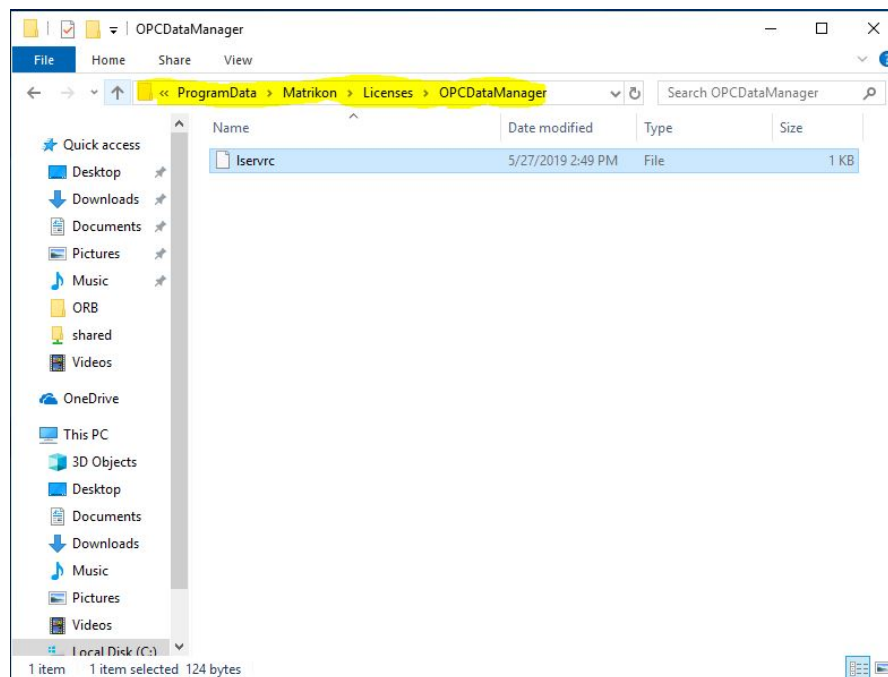 OPCDataManager
File Home Share View
« ProgramData > Matrikon > Licenses > OPCDataManager
Search OPCDataManager
Name Date modified Type Size
lservrc 5/27/2019 2:49 PM File 1 KB
Quick access
Desktop
Downloads
Documents
Pictures
Music
ORB
shared
Videos
OneDrive
This PC
3D Objects
Desktop
Documents
Downloads
Music
Pictures
Videos
Local Disk (C:)
1 item 1 item selected 124 bytes